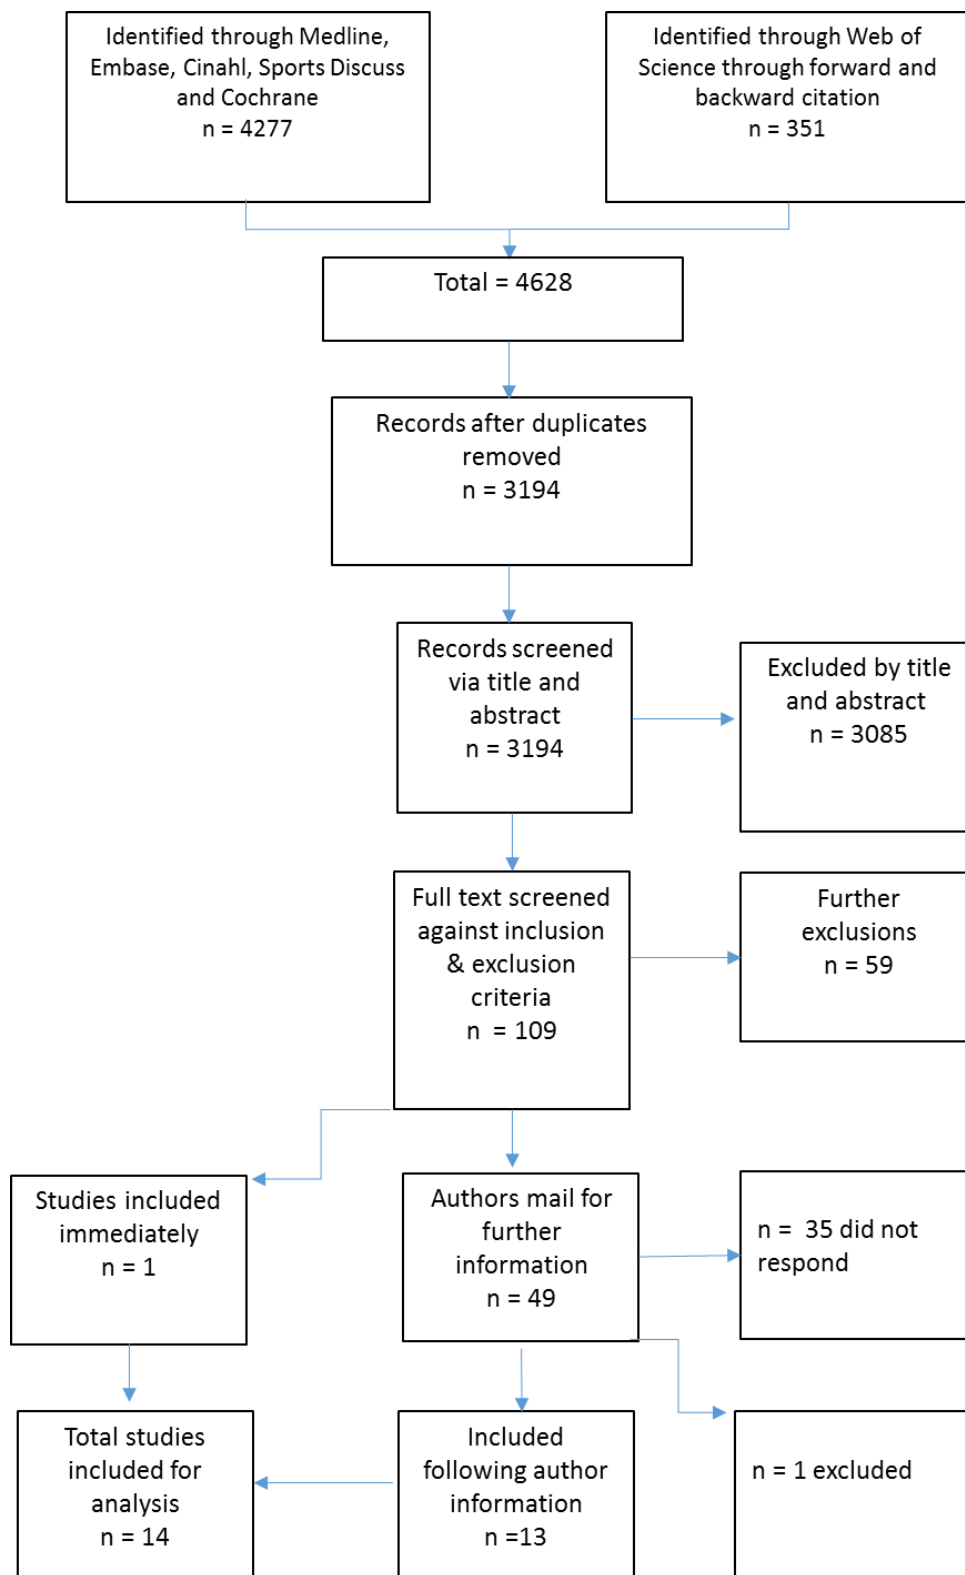 Identified through Medline,
Embase, Cinahl, Sports Discuss
and Cochrane
n = 4277
Identified through Web of
Science through forward and
backward citation
n = 351
Total = 4628
Records after duplicates
removed
n = 3194
Records screened
via title and
abstract
n = 3194
Excluded by title
and abstract
n = 3085
Full text screened
against inclusion
& exclusion
criteria
n = 109
Further
exclusions
n = 59
Studies included
immediately
n = 1
Authors mail for
further
information
n = 49
n = 35 did not
respond
Total studies
included for
analysis
n = 14
Included
following author
information
n =13
n = 1 excluded